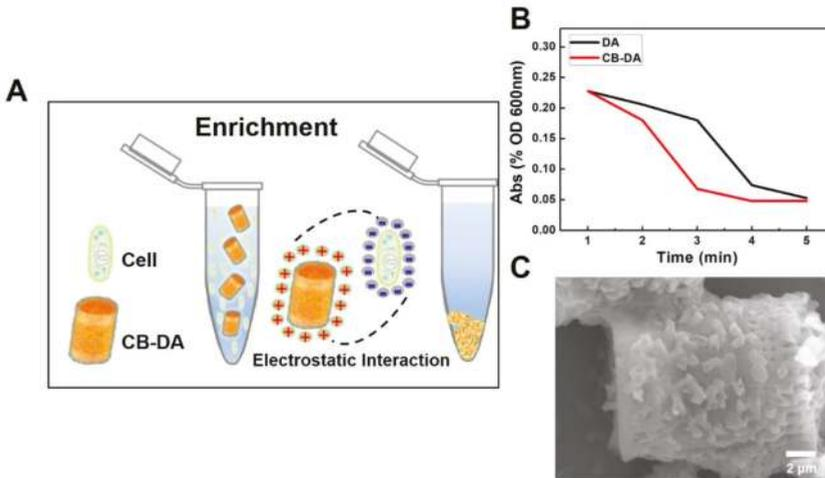 A
Enrichment
Cell
CB-DA
Electrostatic Interaction
B
DA
CB-DA
0.30
0.25
0.20
0.15
0.10
0.05
0.00
Abs (% OD 600nm)
1 2 3 4 5
Time (min)
C
2 μm